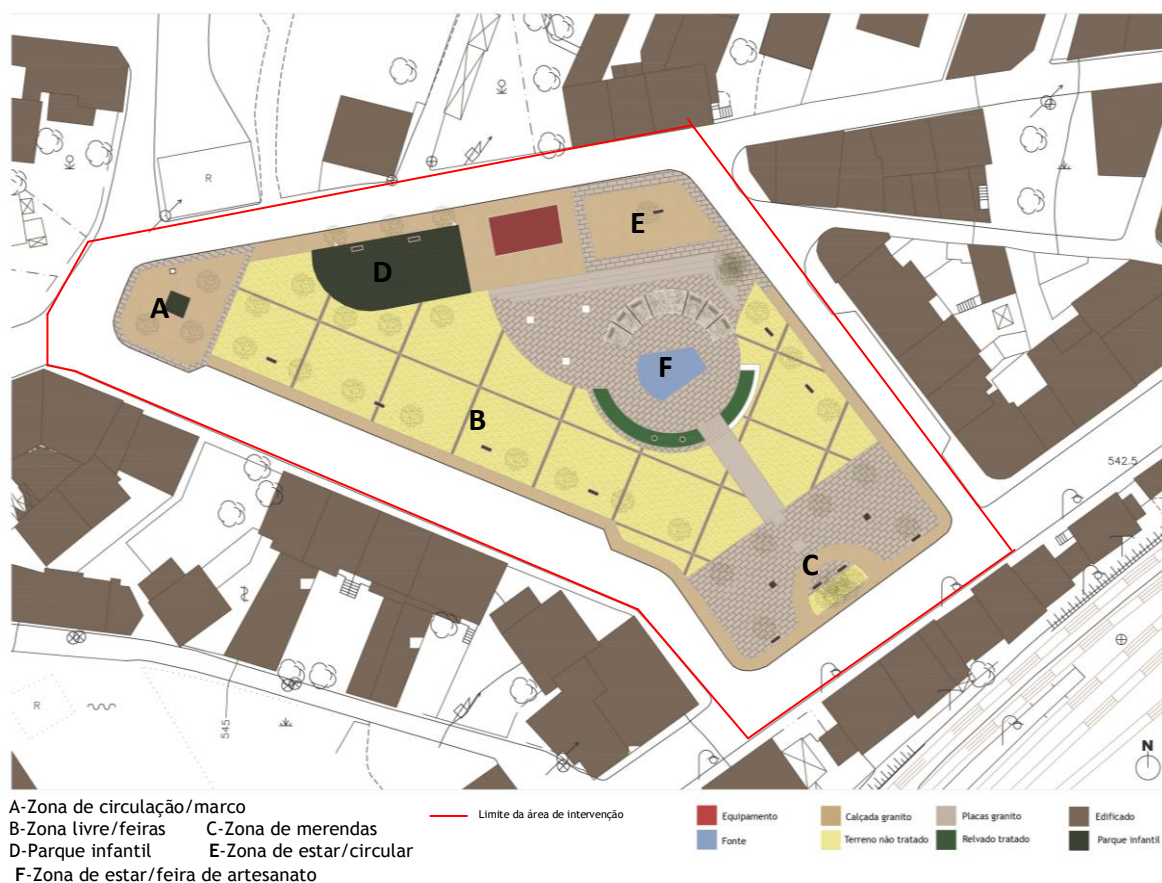 R
E
D
A
F
B
542.5
C
R
545
N
A-Zona de circulação/marco
B-Zona livre/feiras C-Zona de merendas
D-Parque infantil E-Zona de estar/circular
F-Zona de estar/feira de artesanato
Limite da área de intervenção
Equipamento Calçada granito Placas granito Edificado
Fonte Terreno não tratado Relvado tratado Parque infantil